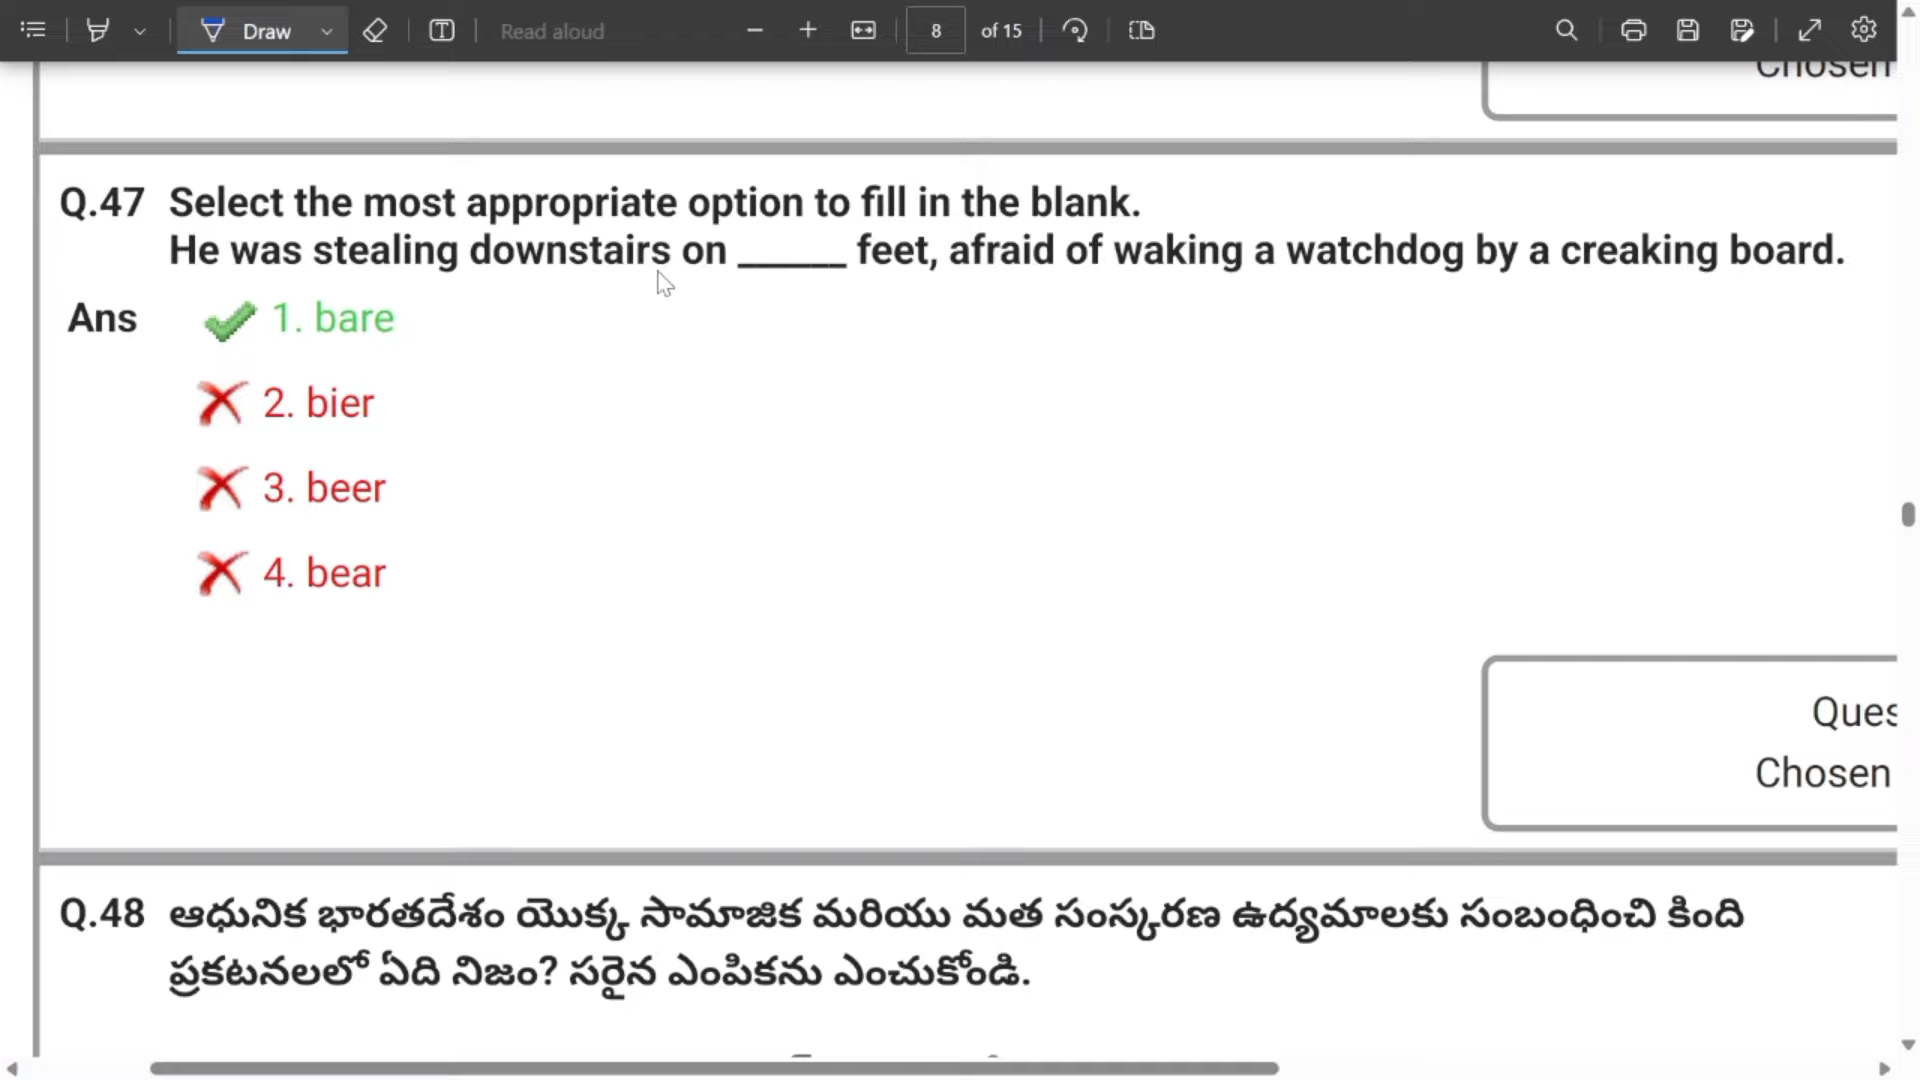 Draw
Read aloud
8
of 15
Chosen
Q.47 Select the most appropriate option to fill in the blank.
He was stealing downstairs on ______ feet, afraid of waking a watchdog by a creaking board.
Ans 1. bare
2. bier
3. beer
4. bear
Ques
Chosen
Q.48 ఆధునిక భారతదేశం యొక్క సామాజిక మరియు మత సంస్కరణ ఉద్యమాలకు సంబంధించి కింది
ప్రకటనలలో ఏది నిజం? సరైన ఎంపికను ఎంచుకోండి.